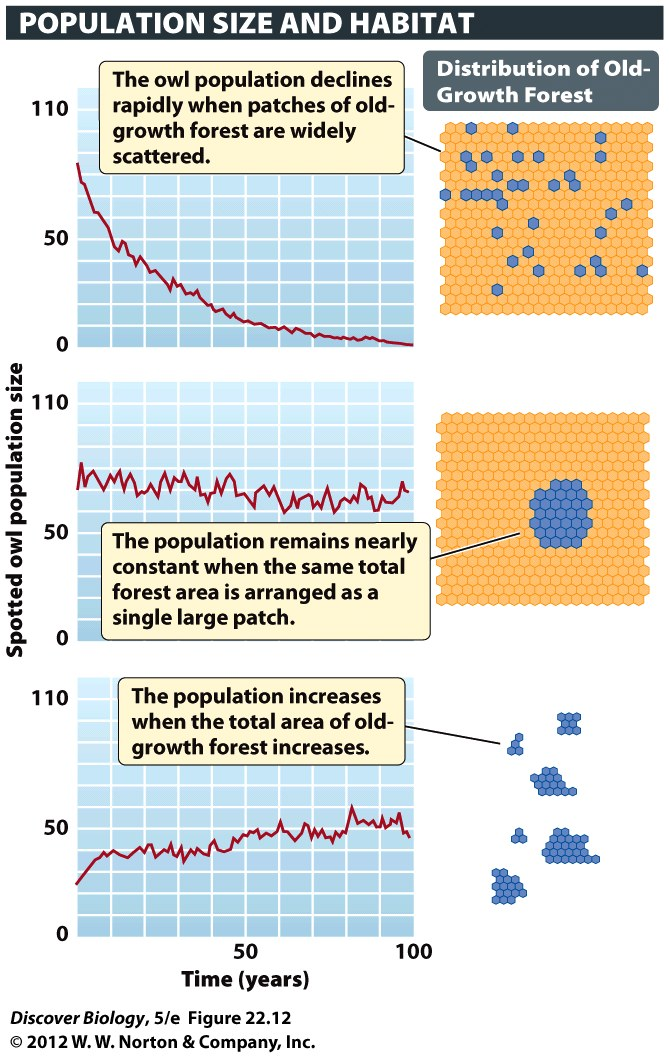 POPULATION SIZE AND HABITAT
The owl population declines
rapidly when patches of old-
growth forest are widely
scattered.
Distribution of Old-
Growth Forest
110
50
0
Spotted owl population size
110
50
0
The population remains nearly
constant when the same total
forest area is arranged as a
single large patch.
110
50
0
The population increases
when the total area of old-
growth forest increases.
50
100
Time (years)
Discover Biology, 5/e Figure 22.12
© 2012 W. W. Norton & Company, Inc.